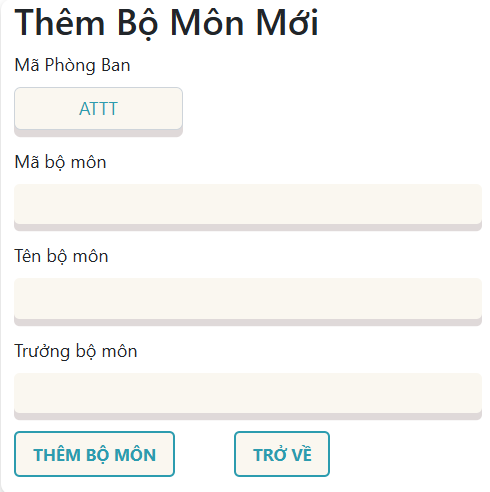 Thêm Bộ Môn Mới
Mã Phòng Ban
ATTT
Mã bộ môn
Tên bộ môn
Trưởng bộ môn
THÊM BỘ MÔN
TRỞ VỀ